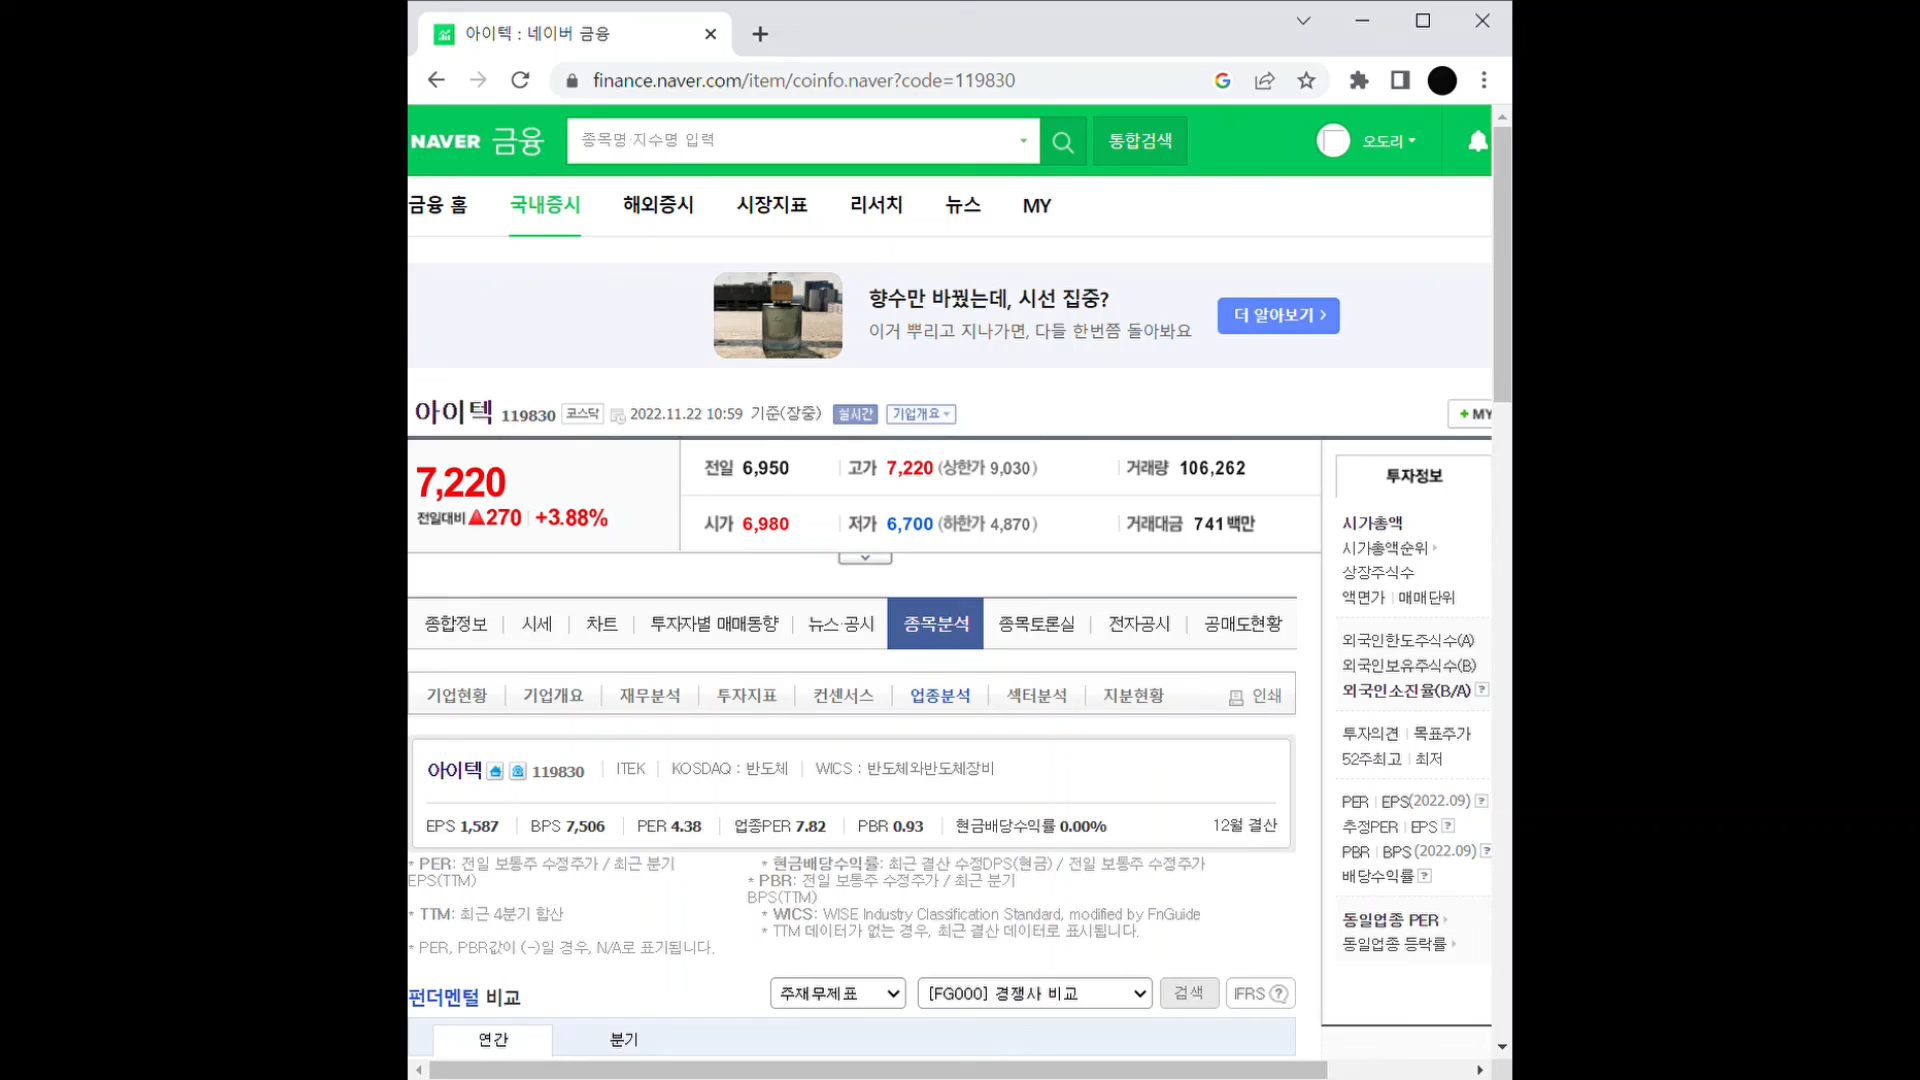 아이텍 : 네이버 금융
finance.naver.com/item/coinfo.naver?code=119830
NAVER 금융 종목명·지수명 입력 통합검색 오도리
금융 홈 국내증시 해외증시 시장지표 리서치 뉴스 MY
향수만 바꿨는데, 시선 집중?
이거 뿌리고 지나가면, 다들 한번쯤 돌아봐요
더 알아보기 >
아이텍 119830 코스닥 2022.11.22 10:59 기준(장중) 실시간 기업개요 + MY
7,220
전일대비 ▲270 +3.88%
전일 6,950 고가 7,220 (상한가 9,030) 거래량 106,262
시가 6,980 저가 6,700 (하한가 4,870) 거래대금 741백만
투자정보
시가총액
시가총액순위
상장주식수
액면가 매매단위
외국인한도주식수(A)
외국인보유주식수(B)
외국인소진율(B/A) ?
투자의견 목표주가
52주최고 최저
PER EPS(2022.09) ?
추정PER EPS ?
PBR BPS (2022.09) ?
배당수익률 ?
동일업종 PER
동일업종 등락률
종합정보 시세 차트 투자자별 매매동향 뉴스·공시 종목분석 종목토론실 전자공시 공매도현황
기업현황 기업개요 재무분석 투자지표 컨센서스 업종분석 섹터분석 지분현황 인쇄
아이텍 119830 ITEK KOSDAQ : 반도체 WICS : 반도체와반도체장비
EPS 1,587 BPS 7,506 PER 4.38 업종PER 7.82 PBR 0.93 현금배당수익률 0.00% 12월 결산
* PER: 전일 보통주 수정주가 / 최근 분기
EPS(TTM)
* 현금배당수익률: 최근 결산 수정DPS(현금) / 전일 보통주 수정주가
* PBR: 전일 보통주 수정주가 / 최근 분기
BPS(TTM)
* TTM: 최근 4분기 합산
* WICS: WISE Industry Classification Standard, modified by FnGuide
* TTM 데이터가 없는 경우, 최근 결산 데이터로 표시됩니다.
* PER, PBR값이 (-)일 경우, N/A로 표기됩니다.
펀더멘털 비교 주재무제표 [FG000] 경쟁사 비교 검색 IFRS ?
연간 분기